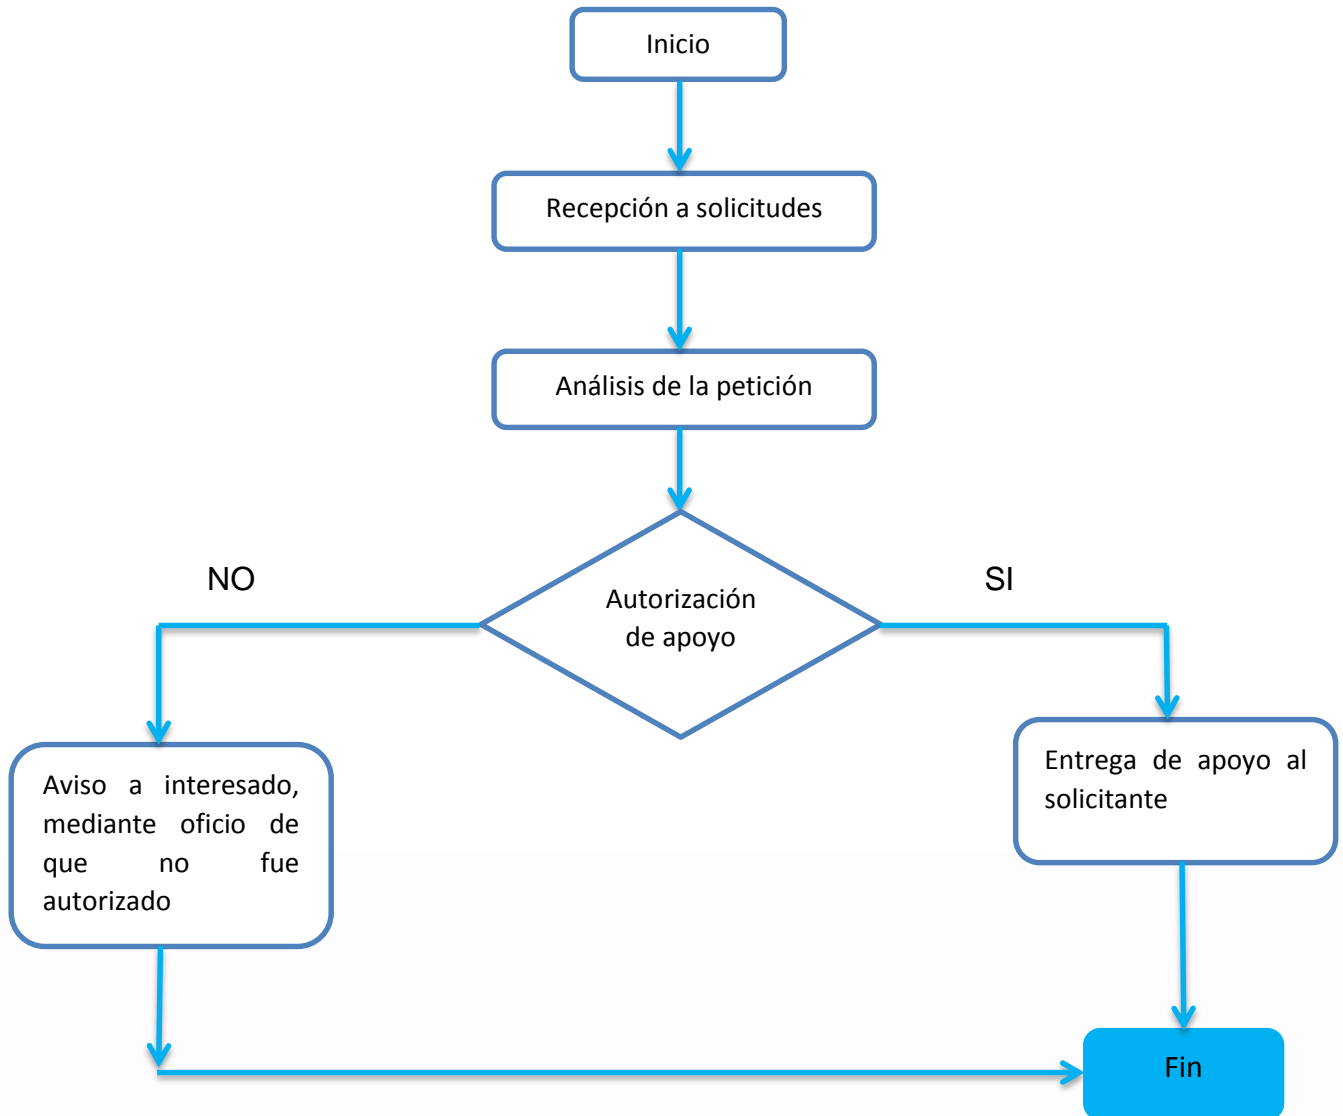 Inicio
Recepción a solicitudes
Análisis de la petición
NO
SI
Autorización
de apoyo
Aviso a interesado,
mediante oficio de
que no fue
autorizado
Entrega de apoyo al
solicitante
Fin